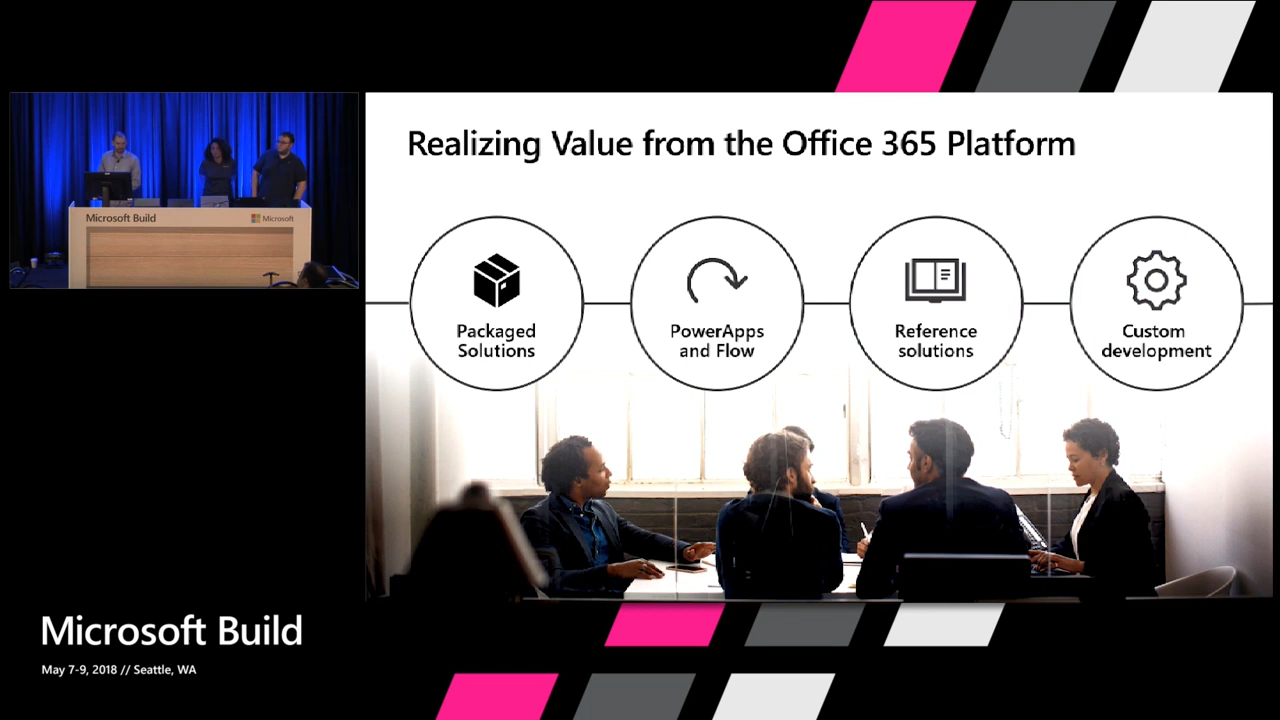 Realizing Value from the Office 365 Platform
Microsoft Build
Microsoft
Packaged
Solutions
PowerApps
and Flow
Reference
solutions
Custom
development
Microsoft Build
May 7-9, 2018 // Seattle, WA